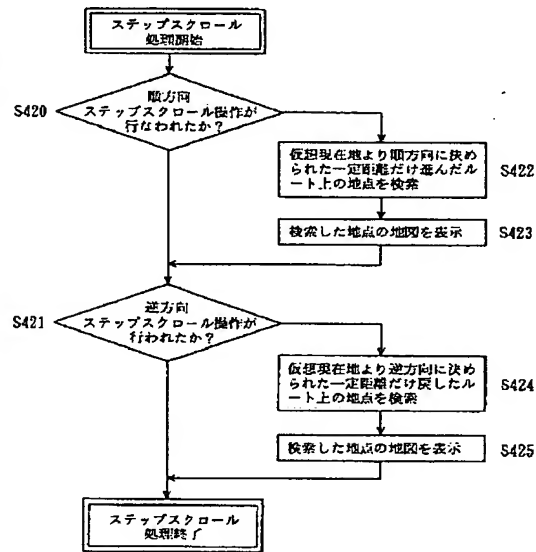 ステップスクロール
処理開始
S420
順方向
ステップスクロール操作が
行なわれたか？
仮想現在地より順方向に決め
られた一定距離だけ進んだル
ート上の地点を検索
S422
検索した地点の地図を表示
S423
S421
逆方向
ステップスクロール操作が
行われたか？
仮想現在地より逆方向に決め
られた一定距離だけ戻したル
ート上の地点を検索
S424
検索した地点の地図を表示
S425
ステップスクロール
処理終了